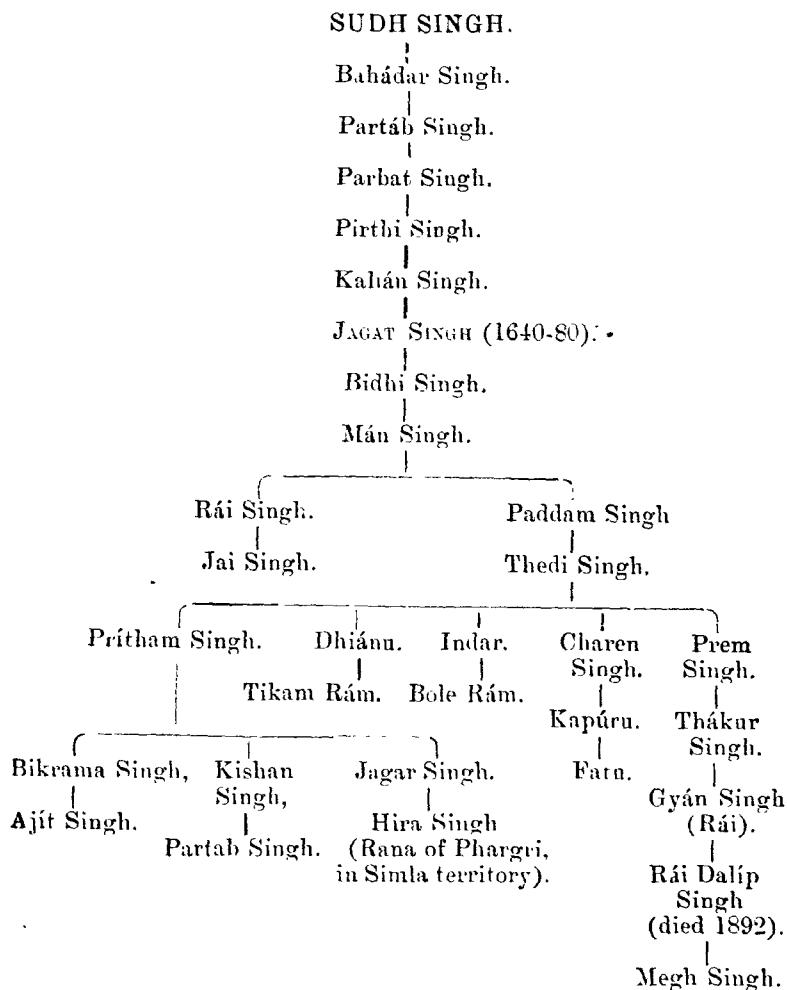 SUDH SINGH.
Bahádar Singh.
Partáb Singh.
Parbat Singh.
Pirthi Singh.
Kahán Singh.
JAGAT SINGH (1640-80).
Bidhi Singh.
Mán Singh.
Rái Singh. Paddam Singh
Jai Singh. Thedi Singh.
Prítham Singh. Dhiánu. Indar. Charen Prem
Singh. Singh.
Tikam Rám. Bole Rám.
Kapúru. Thákur
Singh.
Bikrama Singh, Kishan Jagar Singh. Fatu.
Singh, Gyán Singh
Ajít Singh. Hira Singh (Rái).
Partab Singh. (Rana of Phargri,
in Simla territory). Rái Dalíp
Singh
(died 1892).
Megh Singh.